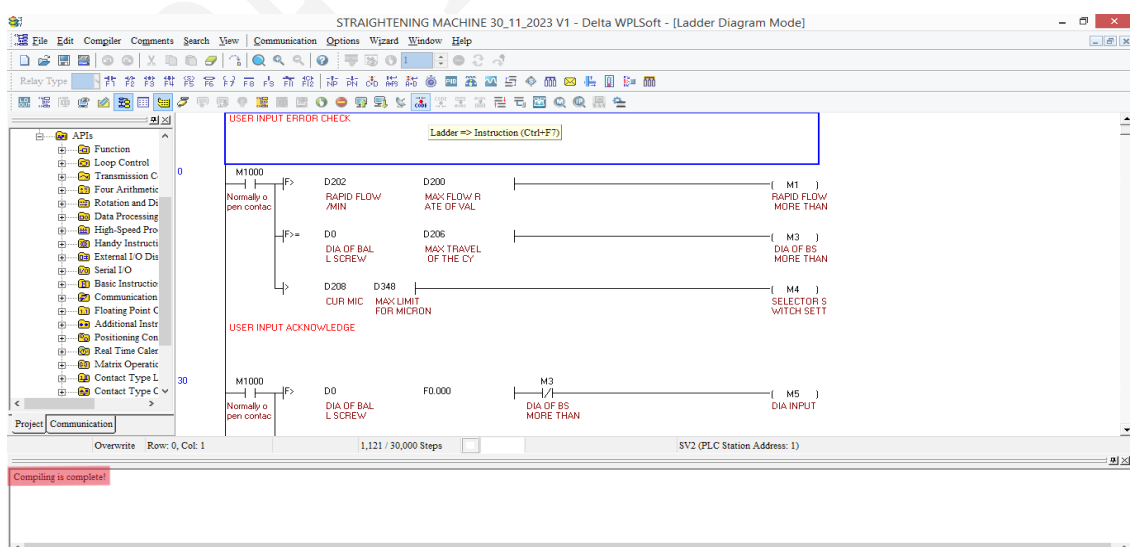 STRAIGHTENING MACHINE 30_11_2023 V1 - Delta WPLSoft - [Ladder Diagram Mode]
File Edit Compiler Comments Search View Communication Options Wizard Window Help
Relay Type
APIs
Function
Loop Control
Transmission C
Four Arithmetic
Rotation and Di
Data Processing
High-Speed Pro
Handy Instructi
External I/O Dis
Serial I/O
Basic Instructio
Communication
Floating Point C
Additional Instr
Positioning Con
Real Time Caler
Matrix Operatic
Contact Type L
Contact Type C
Project Communication
USER INPUT ERROR CHECK
Ladder => Instruction (Ctrl+F7)
0 M1000 F> D202 D200 ( M1 )
Normally o RAPID FLOW MAX FLOW R RAPID FLOW
pen contac /MIN ATE OF VAL MORE THAN
F>= D0 D206 ( M3 )
DIA OF BAL MAX TRAVEL DIA OF BS
L SCREW OF THE CY MORE THAN
> D208 D348 ( M4 )
CUR MIC MAX LIMIT SELECTOR S
FOR MICRON WITCH SETT
USER INPUT ACKNOWLEDGE
30 M1000 F> D0 F0.000 M3 ( M5 )
Normally o DIA OF BAL DIA OF BS DIA INPUT
pen contac L SCREW MORE THAN
Overwrite Row: 0, Col: 1 1,121 / 30,000 Steps SV2 (PLC Station Address: 1)
Compiling is complete!